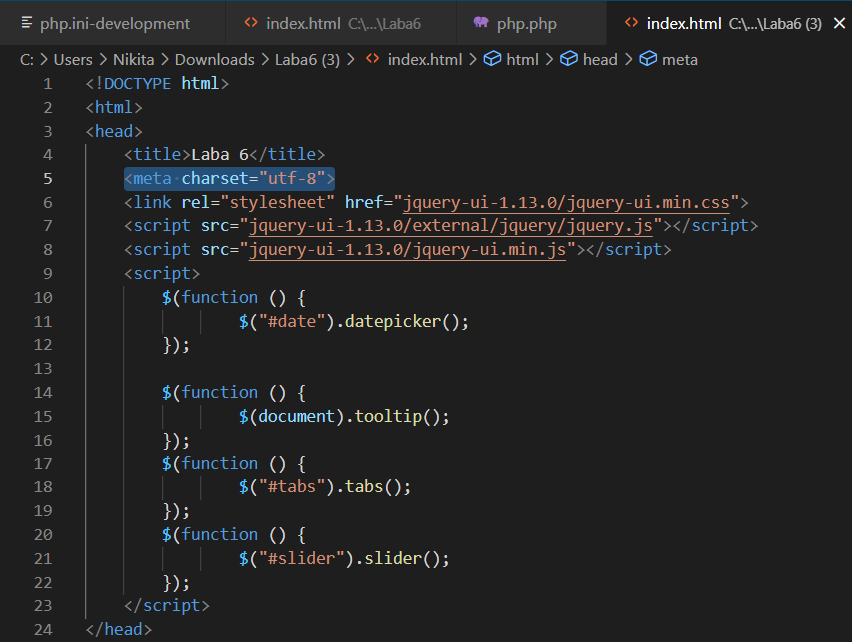 php.ini-development index.html C:\...\Laba6 php.php index.html C:\...\Laba6 (3)
C: > Users > Nikita > Downloads > Laba6 (3) > index.html > html > head > meta
1 <!DOCTYPE html>
2 <html>
3 <head>
4 <title>Laba 6</title>
5 <meta charset="utf-8">
6 <link rel="stylesheet" href="jquery-ui-1.13.0/jquery-ui.min.css">
7 <script src="jquery-ui-1.13.0/external/jquery/jquery.js"></script>
8 <script src="jquery-ui-1.13.0/jquery-ui.min.js"></script>
9 <script>
10 $(function () {
11 $("#date").datepicker();
12 });
13
14 $(function () {
15 $(document).tooltip();
16 });
17 $(function () {
18 $("#tabs").tabs();
19 });
20 $(function () {
21 $("#slider").slider();
22 });
23 </script>
24 </head>